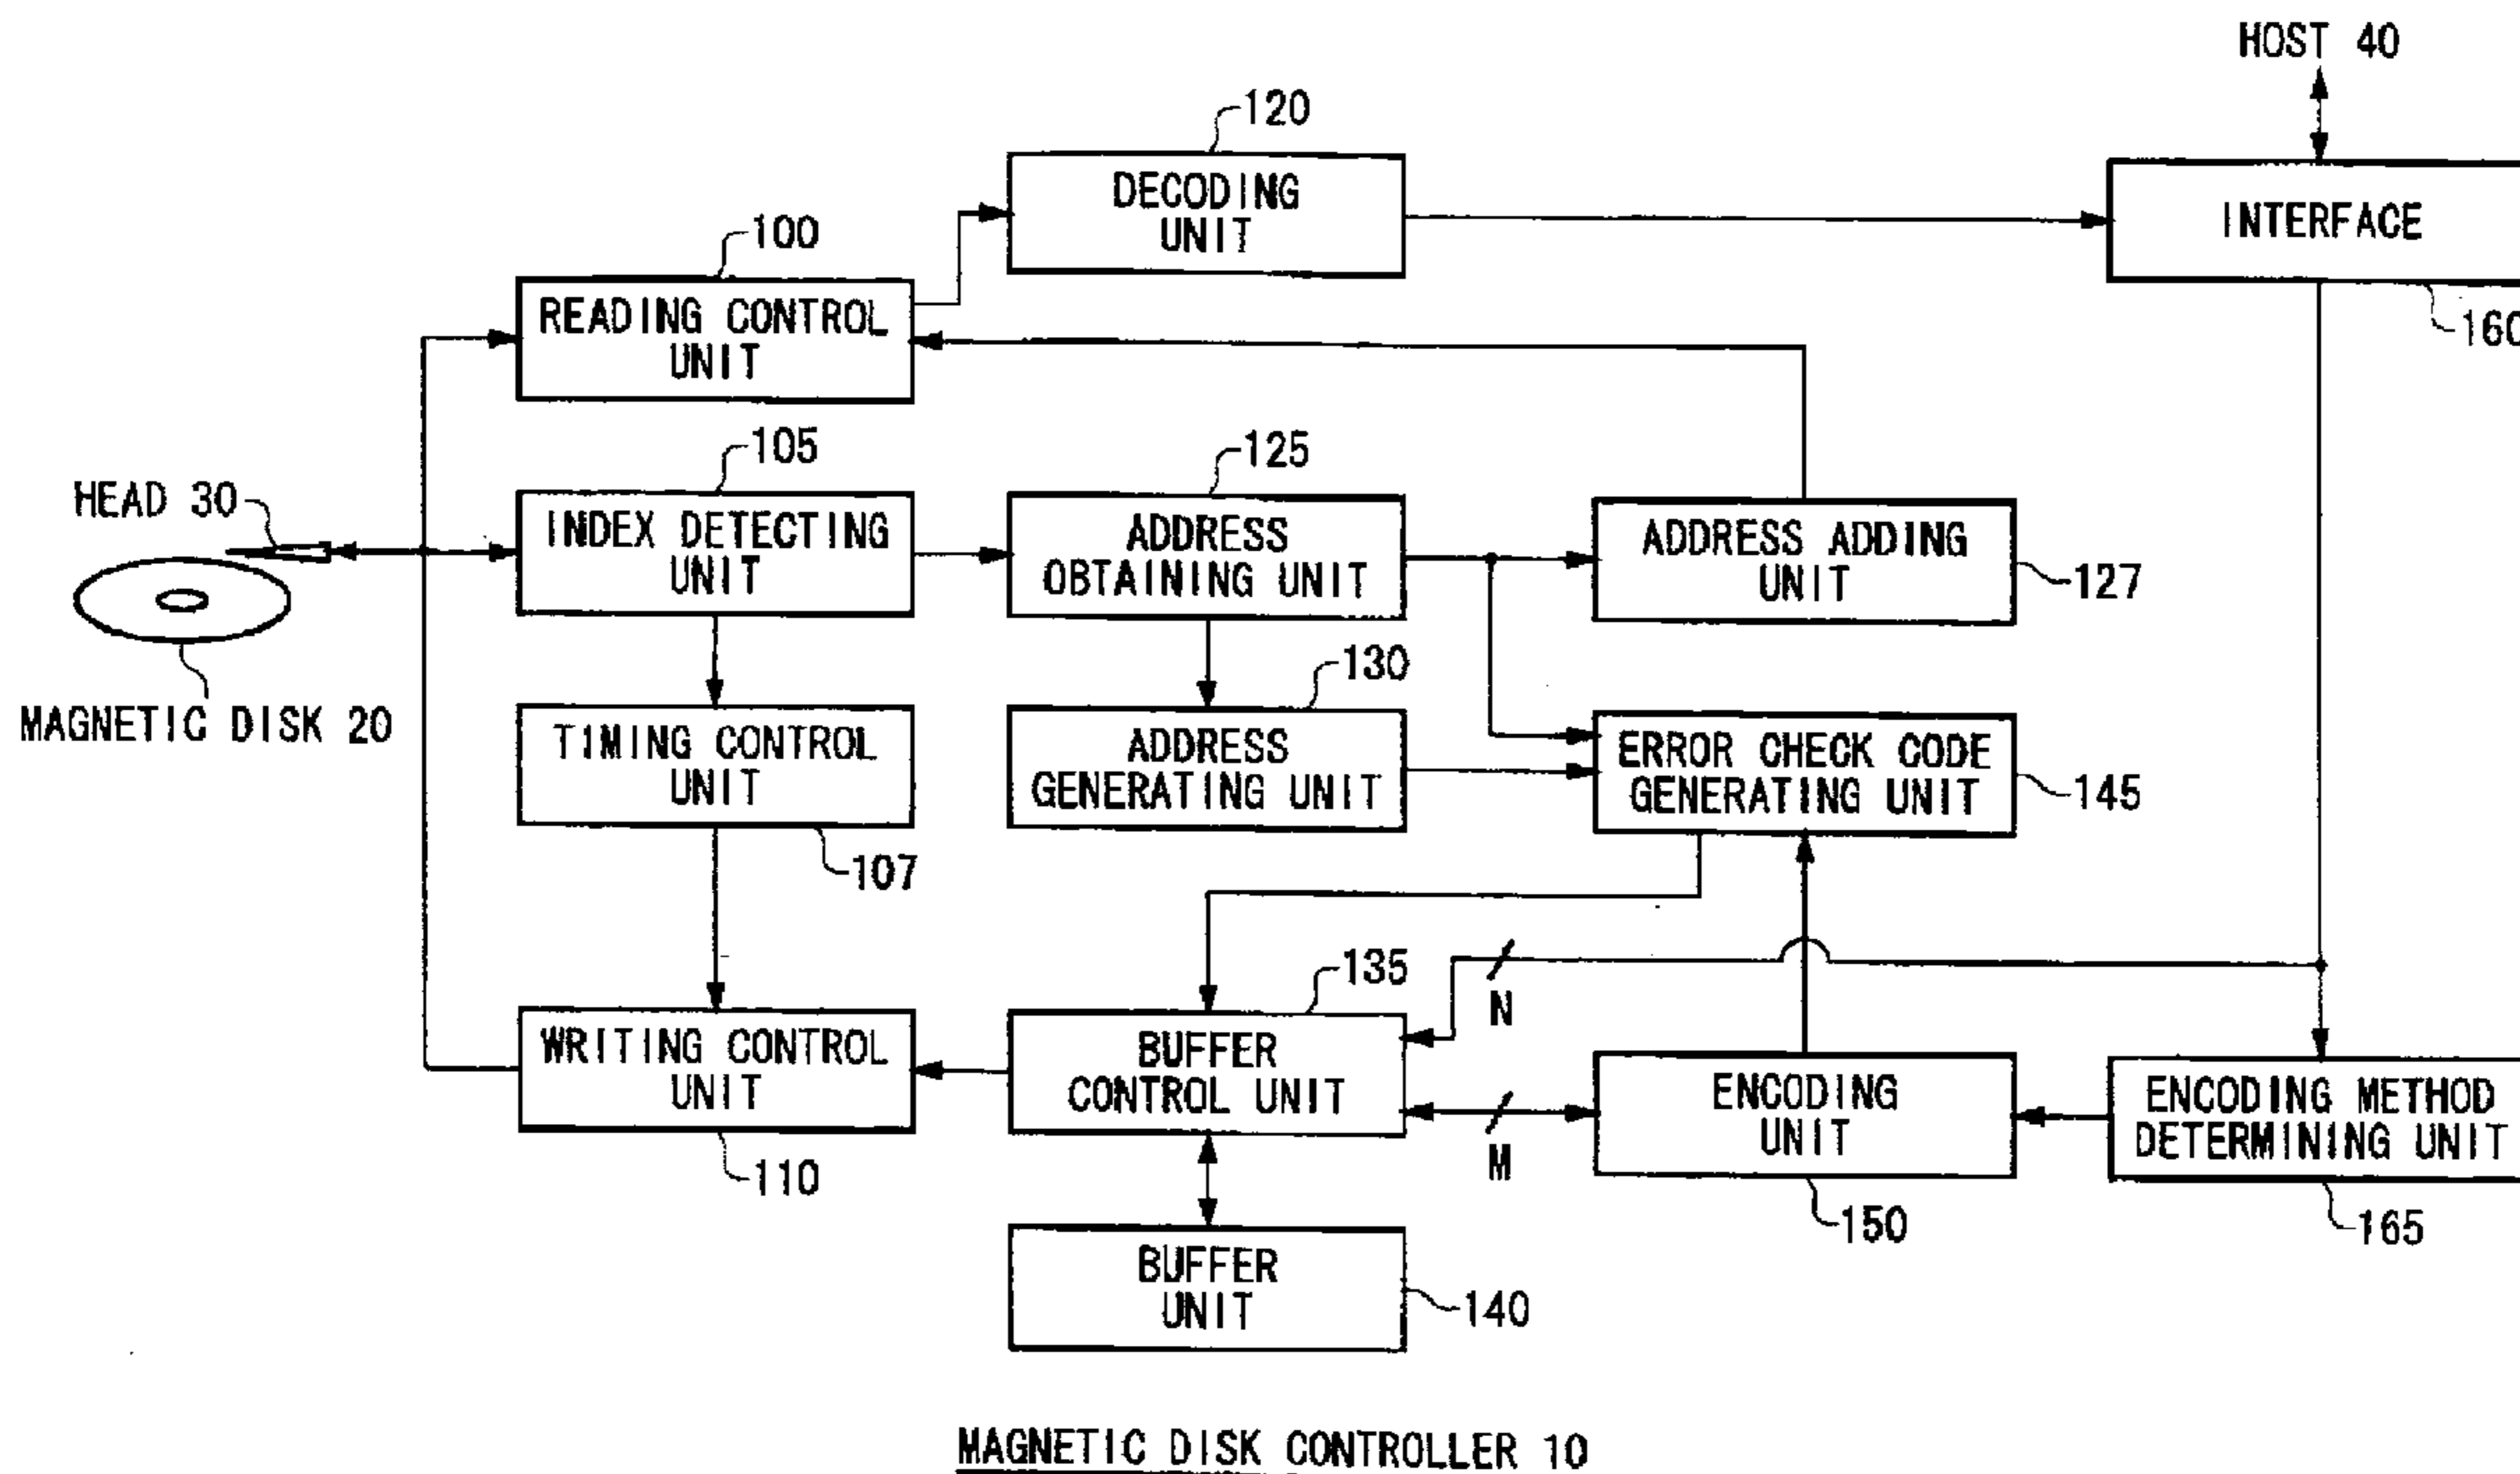 HOST 40
120
DECODING
UNIT
INTERFACE
160
100
READING CONTROL
UNIT
105
125
HEAD 30
INDEX DETECTING
UNIT
ADDRESS
OBTAINING UNIT
ADDRESS ADDING
UNIT
127
MAGNETIC DISK 20
130
TIMING CONTROL
UNIT
107
ADDRESS
GENERATING UNIT
ERROR CHECK CODE
GENERATING UNIT
145
135
N
WRITING CONTROL
UNIT
110
BUFFER
CONTROL UNIT
M
ENCODING
UNIT
150
ENCODING METHOD
DETERMINING UNIT
165
BUFFER
UNIT
140
MAGNETIC DISK CONTROLLER 10